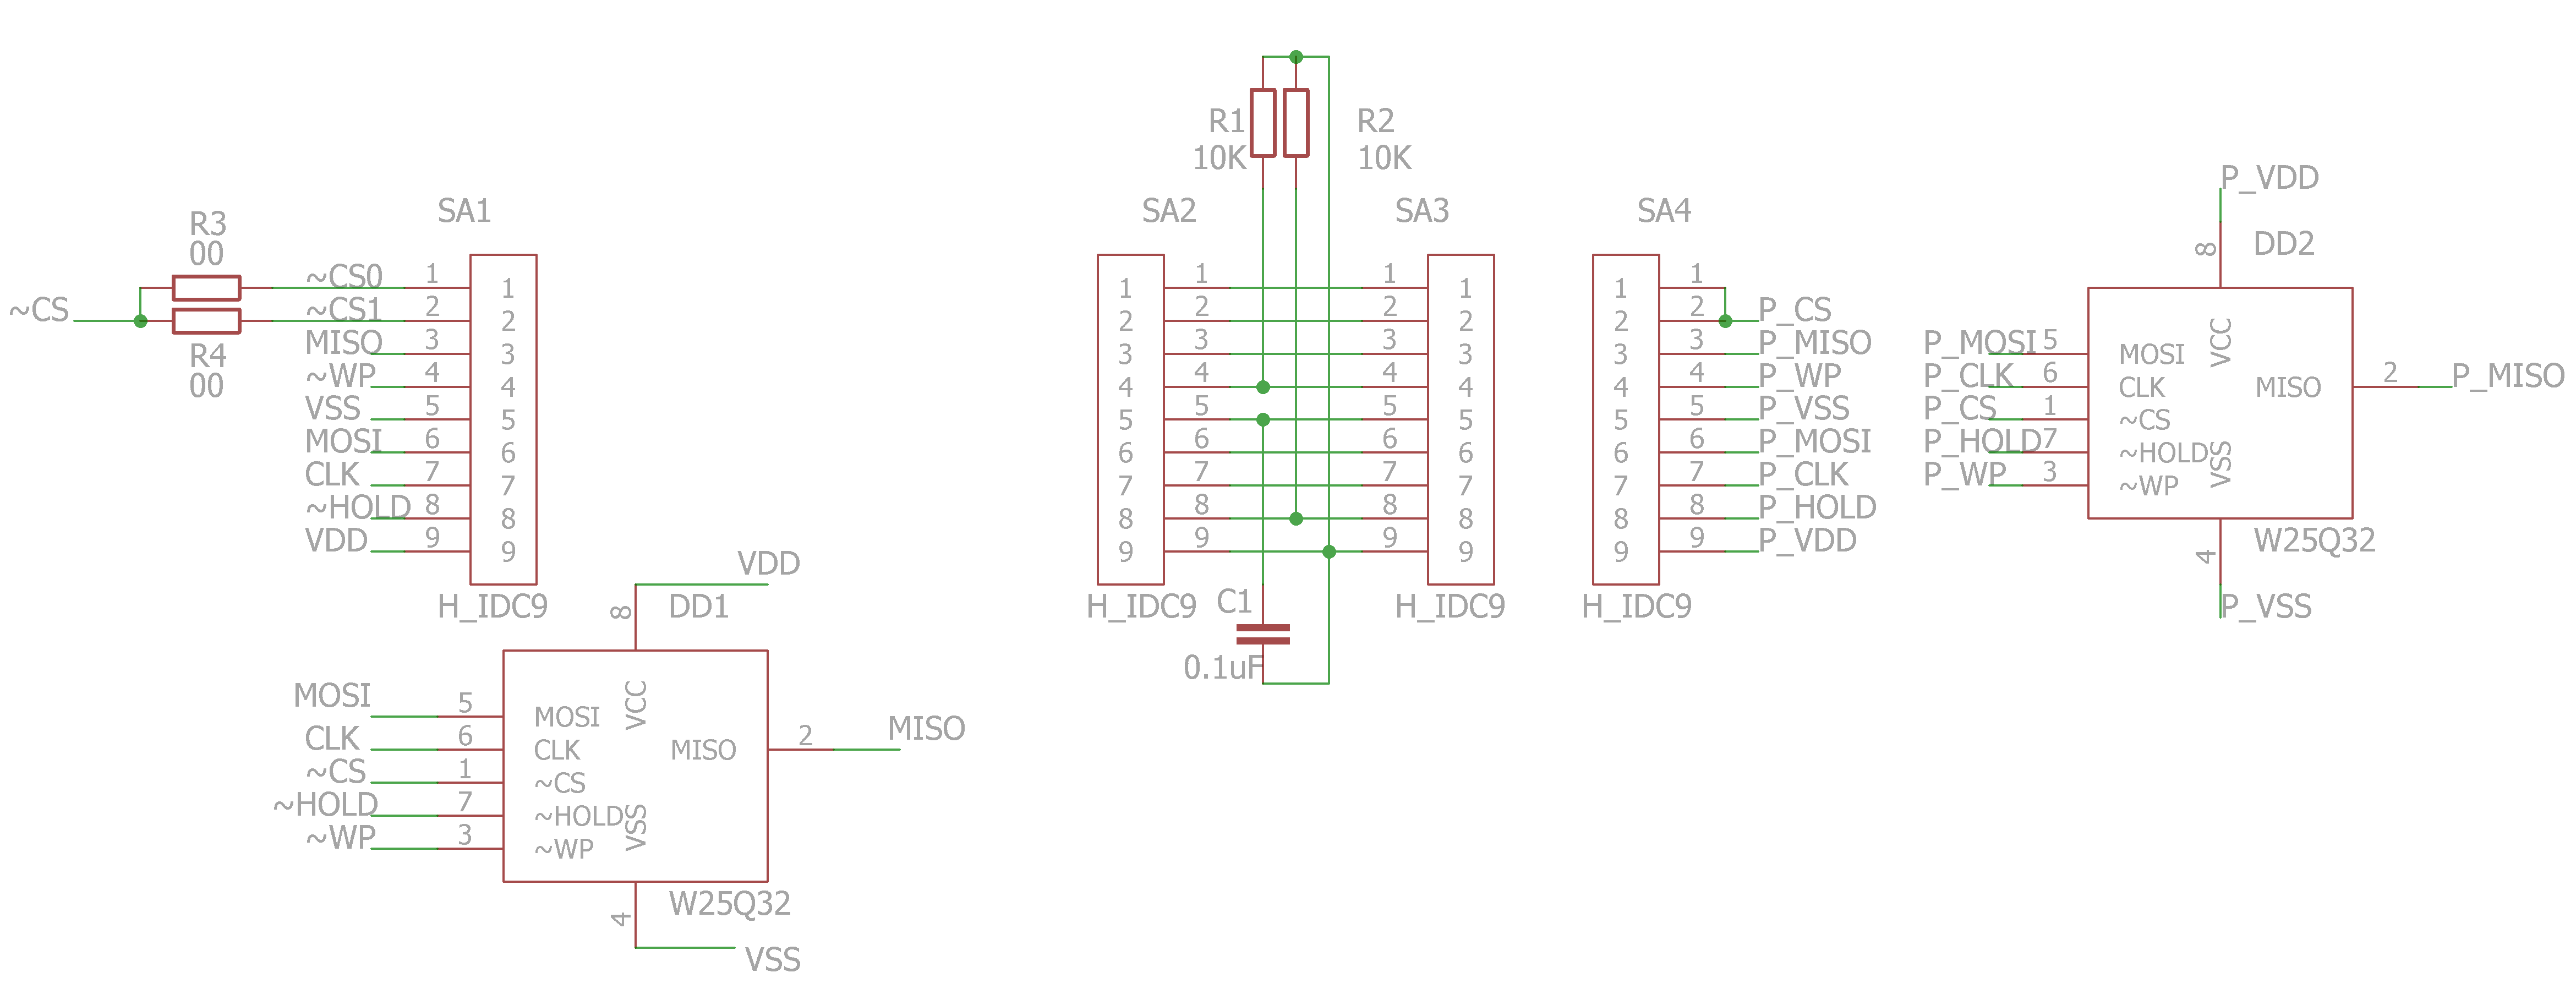 R3
00
~CS
R4
00
SA1
~CS0 1
~CS1 2
MISO 3
~WP 4
VSS 5
MOSI 6
CLK 7
~HOLD 8
VDD 9
1
2
3
4
5
6
7
8
9
H_IDC9
VDD
8
DD1
MOSI 5
CLK 6
~CS 1
~HOLD 7
~WP 3
MOSI
CLK
~CS
~HOLD
~WP
VCC
VSS
MISO
2
MISO
W25Q32
4
VSS
R1
10K
R2
10K
SA2
1
2
3
4
5
6
7
8
9
1
2
3
4
5
6
7
8
9
H_IDC9
C1
0.1uF
SA3
1
2
3
4
5
6
7
8
9
1
2
3
4
5
6
7
8
9
H_IDC9
SA4
1
2
3
4
5
6
7
8
9
1
2 P_CS
3 P_MISO
4 P_WP
5 P_VSS
6 P_MOSI
7 P_CLK
8 P_HOLD
9 P_VDD
H_IDC9
P_VDD
8
DD2
P_MOSI 5
P_CLK 6
P_CS 1
P_HOLD 7
P_WP 3
MOSI
CLK
~CS
~HOLD
~WP
VCC
VSS
MISO
2
P_MISO
W25Q32
4
P_VSS